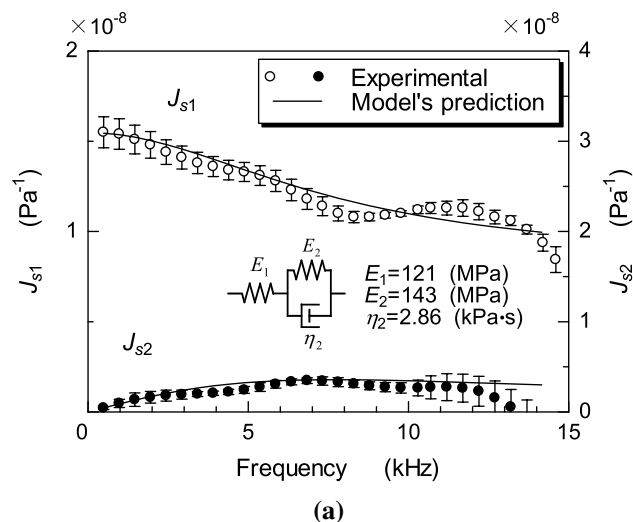 ×10⁻⁸ ×10⁻⁸
2 4
Jₛ₁
Experimental
Model's prediction
3
Jₛ₁ (Pa⁻¹)
1 2
Jₛ₂ (Pa⁻¹)
E₁ E₂ η₂
E₁=121 (MPa)
E₂=143 (MPa)
η₂=2.86 (kPa•s)
1
Jₛ₂
0 0
0 5 10 15
Frequency (kHz)
(a)